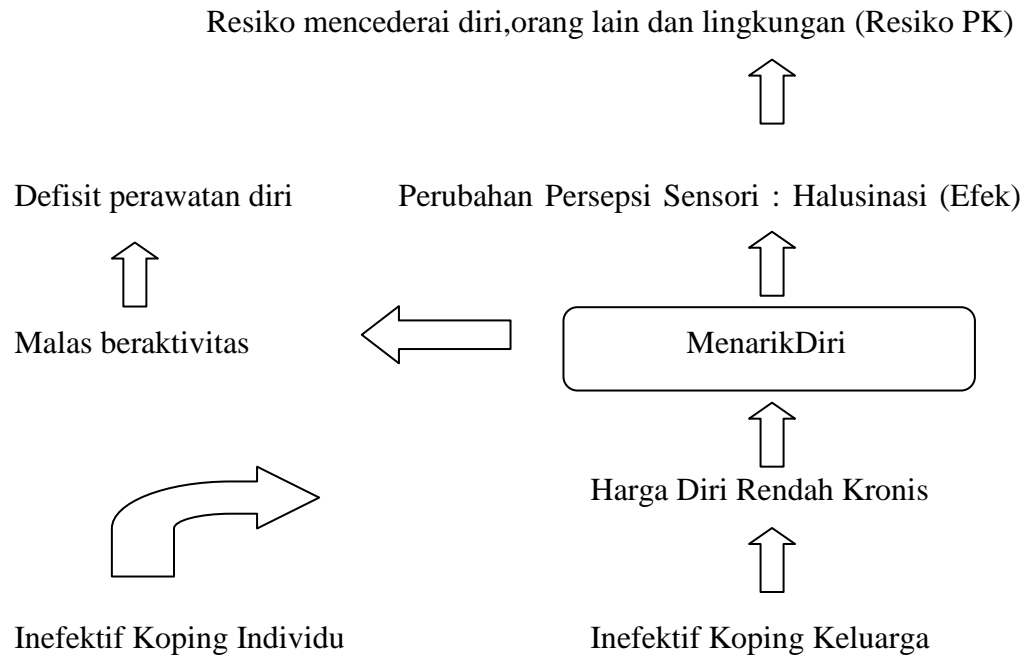 Resiko mencederai diri,orang lain dan lingkungan (Resiko PK)
Defisit perawatan diri
Perubahan Persepsi Sensori : Halusinasi (Efek)
Malas beraktivitas
MenarikDiri
Harga Diri Rendah Kronis
Inefektif Koping Individu
Inefektif Koping Keluarga